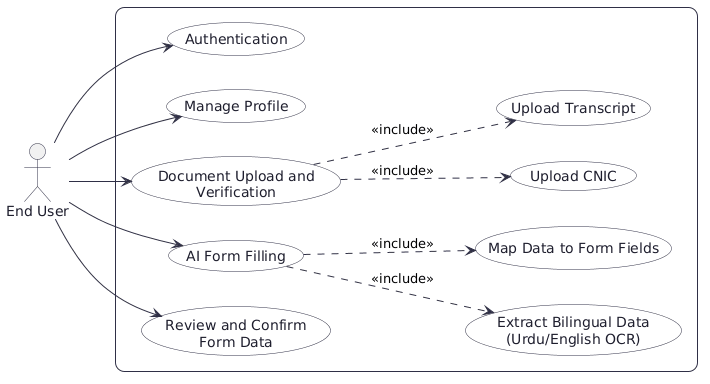 Authentication
Manage Profile
Upload Transcript
«include»
Document Upload and
Verification
«include»
Upload CNIC
End User
AI Form Filling
«include»
Map Data to Form Fields
«include»
Review and Confirm
Form Data
Extract Bilingual Data
(Urdu/English OCR)